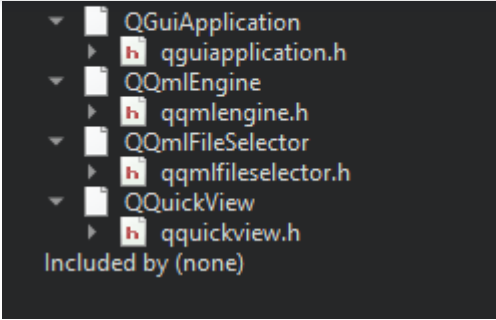 QGuiApplication
h qguiapplication.h
QQmlEngine
h qqmlengine.h
QQmlFileSelector
h qqmlfileselector.h
QQuickView
h qquickview.h
Included by (none)